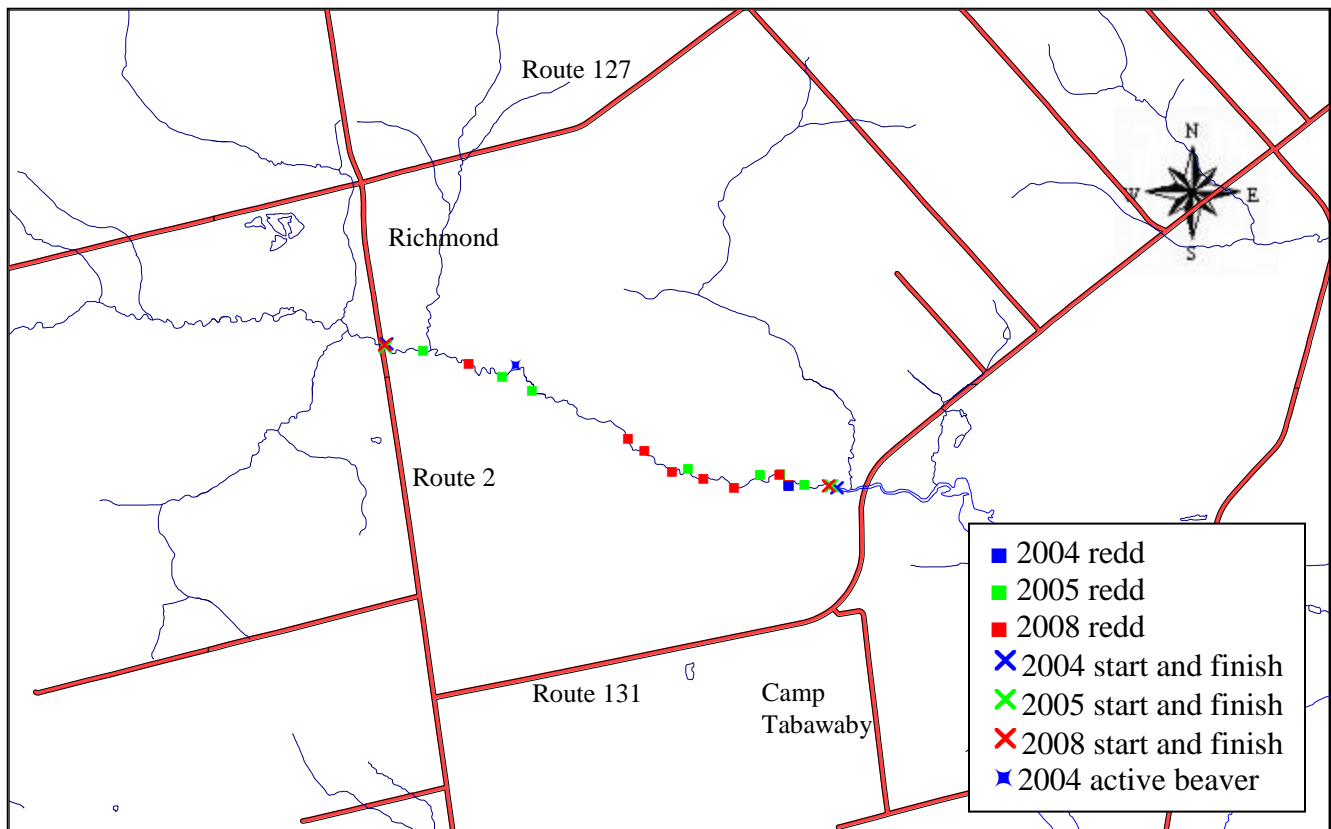 Route 127
N
W
E
S
Richmond
Route 2
2004 redd
2005 redd
2008 redd
2004 start and finish
2005 start and finish
2008 start and finish
2004 active beaver
Route 131
Camp
Tabawaby